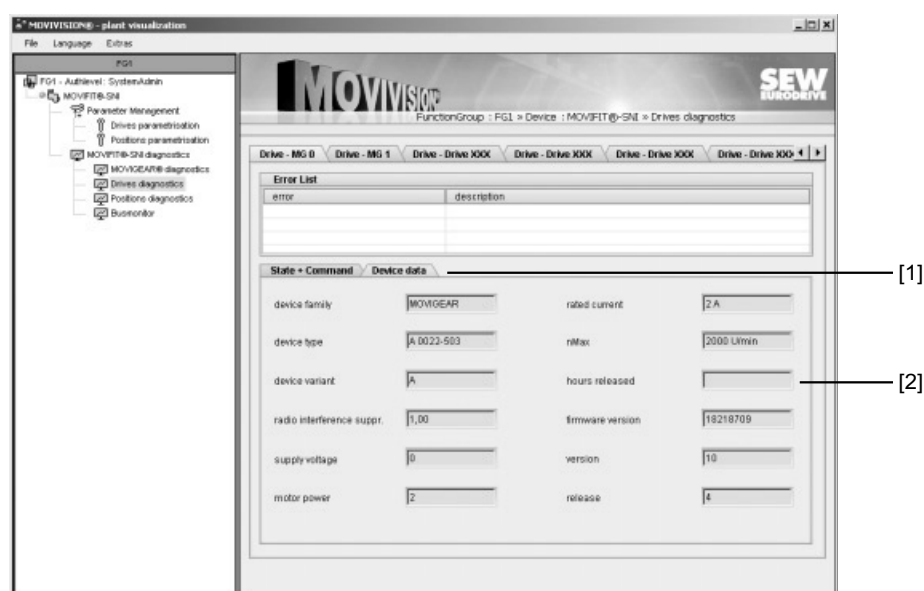 MOVIVISION® - plant visualization
File Language Extras
FG1
FG1 - Authlevel: SystemAdmin
MOVIFIT®-SNI
Parameter Management
Drives parametrisation
Positions parametrisation
MOVIFIT®-SNI diagnostics
MOVIGEAR® diagnostics
Drives diagnostics
Positions diagnostics
Busmonitor
MOVIVISION®
SEW
EURODRIVE
FunctionGroup : FG1 » Device : MOVIFIT®-SNI » Drives diagnostics
Drive - MG 0 Drive - MG 1 Drive - Drive XXX Drive - Drive XXX Drive - Drive XXX Drive - Drive XXX
Error List
error description
State + Command Device data
[1]
device family MOVIGEAR rated current 2 A
device type A 0022-503 nMax 2000 U/min
device variant A hours released
[2]
radio interference suppr. 1,00 firmware version 18218709
supply voltage 0 version 10
motor power 2 release 4